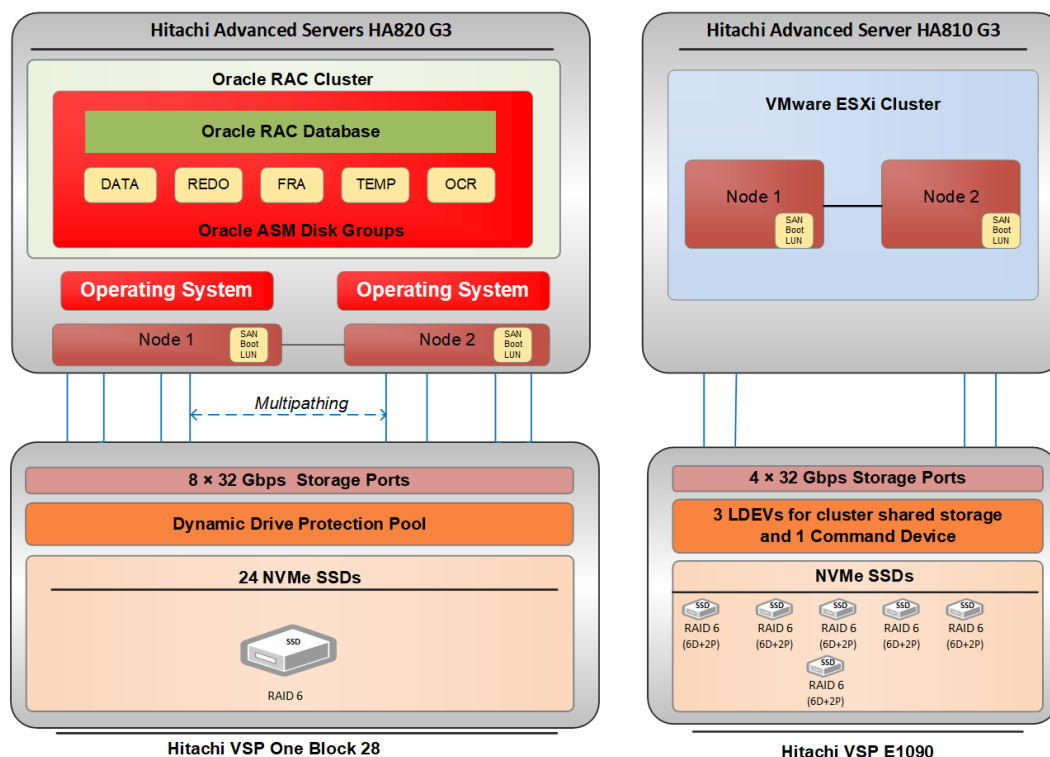 Hitachi Advanced Servers HA820 G3
Oracle RAC Cluster
Oracle RAC Database
DATA
REDO
FRA
TEMP
OCR
Oracle ASM Disk Groups
Operating System
Operating System
Node 1
SAN
Boot
LUN
Node 2
SAN
Boot
LUN
Multipathing
8 × 32 Gbps Storage Ports
Dynamic Drive Protection Pool
24 NVMe SSDs
SSD
RAID 6
Hitachi VSP One Block 28
Hitachi Advanced Server HA810 G3
VMware ESXi Cluster
Node 1
SAN
Boot
LUN
Node 2
SAN
Boot
LUN
4 × 32 Gbps Storage Ports
3 LDEVs for cluster shared storage
and 1 Command Device
NVMe SSDs
SSD
RAID 6
(6D+2P)
SSD
RAID 6
(6D+2P)
SSD
RAID 6
(6D+2P)
SSD
RAID 6
(6D+2P)
SSD
RAID 6
(6D+2P)
SSD
RAID 6
(6D+2P)
Hitachi VSP E1090